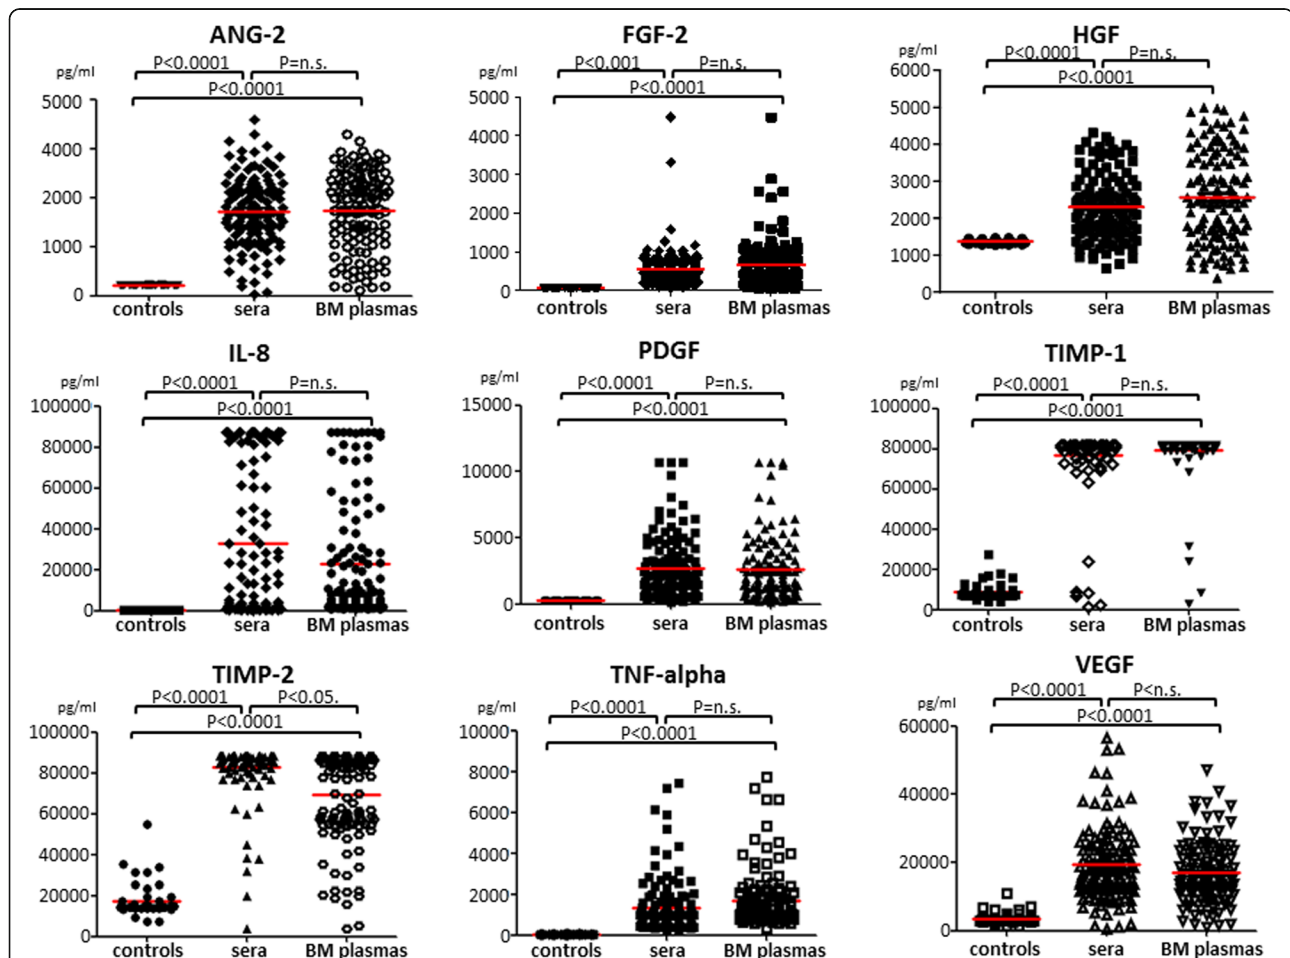 ANG-2
pg/ml
P<0.0001 P=n.s.
P<0.0001
5000
4000
3000
2000
1000
0
controls sera BM plasmas
FGF-2
pg/ml
P<0.001 P=n.s.
P<0.0001
5000
4000
3000
2000
1000
0
controls sera BM plasmas
HGF
pg/ml
P<0.0001 P=n.s.
P<0.0001
6000
5000
4000
3000
2000
1000
0
controls sera BM plasmas
IL-8
pg/ml
P<0.0001 P=n.s.
P<0.0001
100000
80000
60000
40000
20000
0
controls sera BM plasmas
PDGF
pg/ml
P<0.0001 P=n.s.
P<0.0001
15000
10000
5000
0
controls sera BM plasmas
TIMP-1
pg/ml
P<0.0001 P=n.s.
P<0.0001
100000
80000
60000
40000
20000
0
controls sera BM plasmas
TIMP-2
pg/ml
P<0.0001 P<0.05.
P<0.0001
100000
80000
60000
40000
20000
0
controls sera BM plasmas
TNF-alpha
pg/ml
P<0.0001 P=n.s.
P<0.0001
10000
8000
6000
4000
2000
0
controls sera BM plasmas
VEGF
pg/ml
P<0.0001 P<n.s.
P<0.0001
60000
40000
20000
0
controls sera BM plasmas